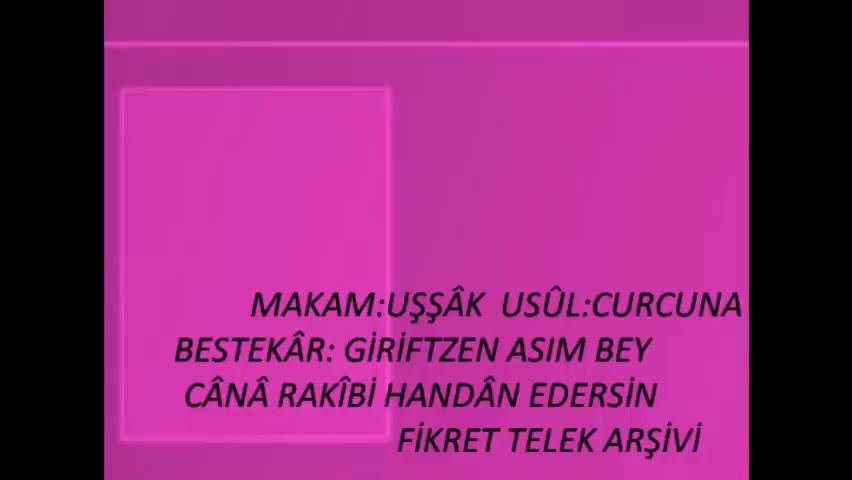 MAKAM:UŞŞÂK USÛL:CURCUNA
BESTEKÂR: GİRİFTZEN ASIM BEY
CÂNÂ RAKÎBİ HANDÂN EDERSİN
FİKRET TELEK ARŞİVİ